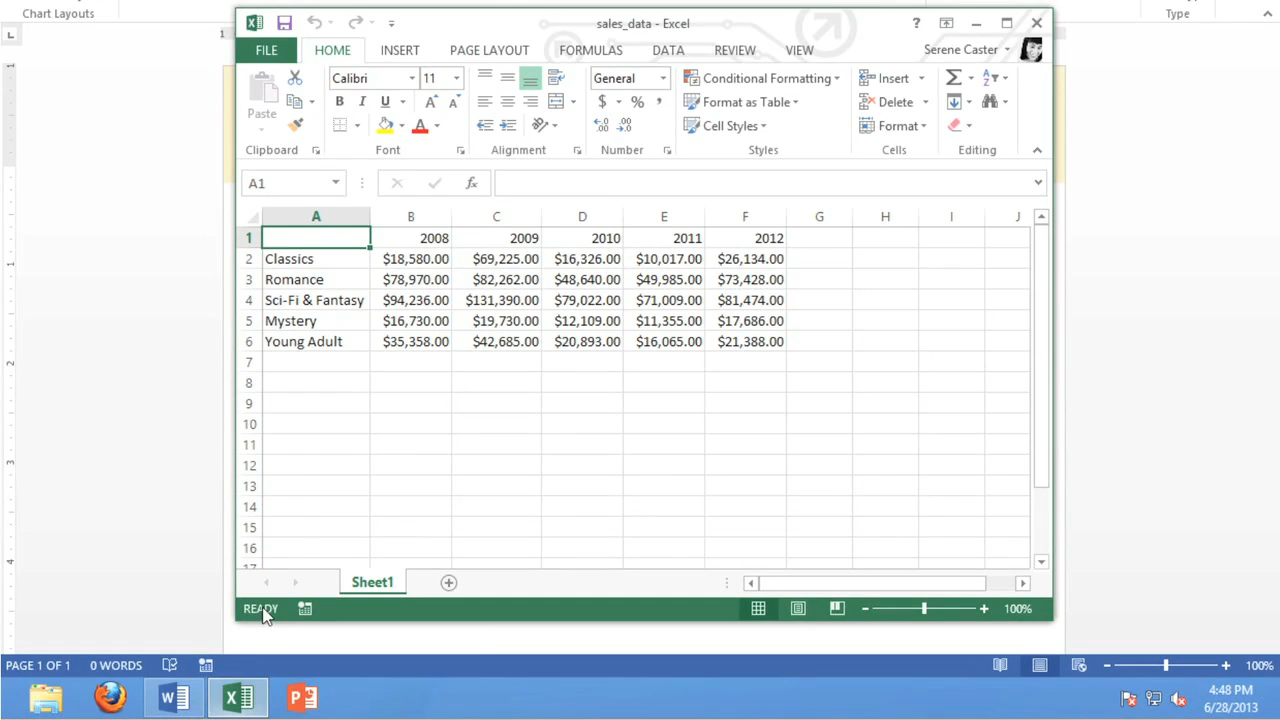 Chart Layouts
Type
sales_data - Excel
?
FILE HOME INSERT PAGE LAYOUT FORMULAS DATA REVIEW VIEW Serene Caster
Paste
Calibri 11
B I U A A
A
Clipboard Font
Alignment
General
$ % ,
.00
.00
Number
Conditional Formatting
Format as Table
Cell Styles
Styles
Insert
Delete
Format
Cells
Editing
A1 fx
A B C D E F G H I J
1 2008 2009 2010 2011 2012
2 Classics $18,580.00 $69,225.00 $16,326.00 $10,017.00 $26,134.00
3 Romance $78,970.00 $82,262.00 $48,640.00 $49,985.00 $73,428.00
4 Sci-Fi & Fantasy $94,236.00 $131,390.00 $79,022.00 $71,009.00 $81,474.00
5 Mystery $16,730.00 $19,730.00 $12,109.00 $11,355.00 $17,686.00
6 Young Adult $35,358.00 $42,685.00 $20,893.00 $16,065.00 $21,388.00
7
8
9
10
11
12
13
14
15
16
17
Sheet1
READY 100%
PAGE 1 OF 1 0 WORDS 100%
4:48 PM
6/28/2013